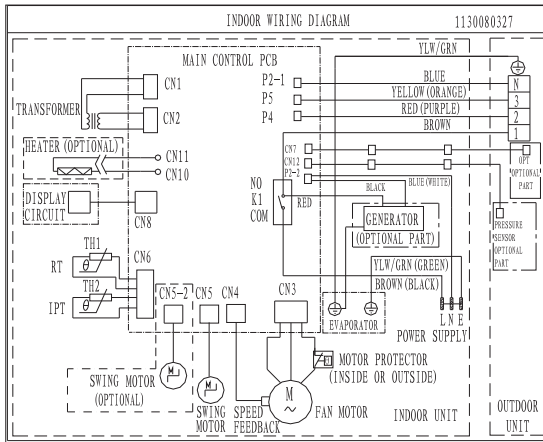 INDOOR WIRING DIAGRAM 1130080327
YLW/GRN
MAIN CONTROL PCB
P2-1 BLUE N
CN1
P5 YELLOW (ORANGE) 3
TRANSFORMER CN2
P4 RED (PURPLE) 2
BROWN 1
HEATER (OPTIONAL)
CN11
CN10
CN7
CN12
P2-2
BLUE (WHITE)
OPT
OPTIONAL
PART
DISPLAY
CIRCUIT
CN8
NO
K1
COM
RED
BLACK
GENERATOR
(OPTIONAL PART)
PRESSURE
SENSOR
OPTIONAL
PART
TH1
RT
CN6
TH2
IPT
YLW/GRN (GREEN)
BROWN (BLACK)
CN5-2
CN5
CN4
CN3
EVAPORATOR
L N E
POWER SUPPLY
M
SWING MOTOR
(OPTIONAL)
M
SWING
MOTOR
SPEED
FEEDBACK
M
~
FAN MOTOR
MOTOR PROTECTOR
(INSIDE OR OUTSIDE)
INDOOR UNIT
OUTDOOR
UNIT